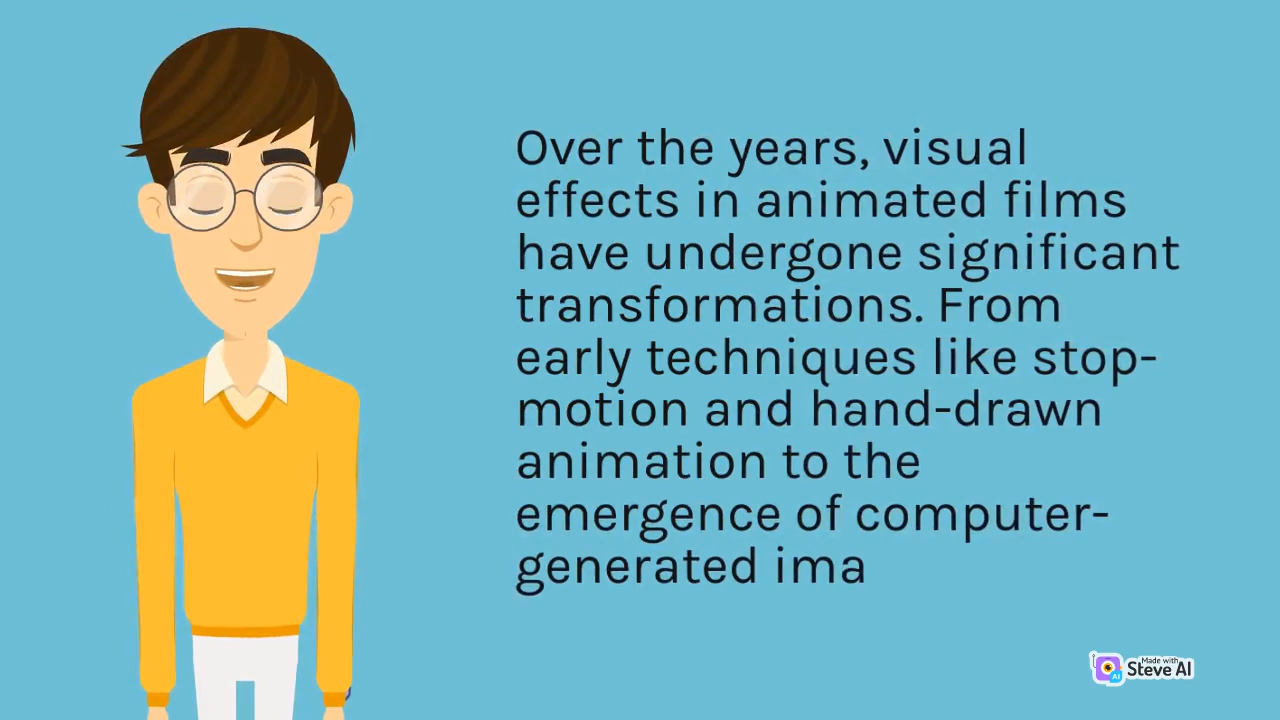 Over the years, visual
effects in animated films
have undergone significant
transformations. From
early techniques like stop-
motion and hand-drawn
animation to the
emergence of computer-
generated ima
Made with
Steve AI
AI